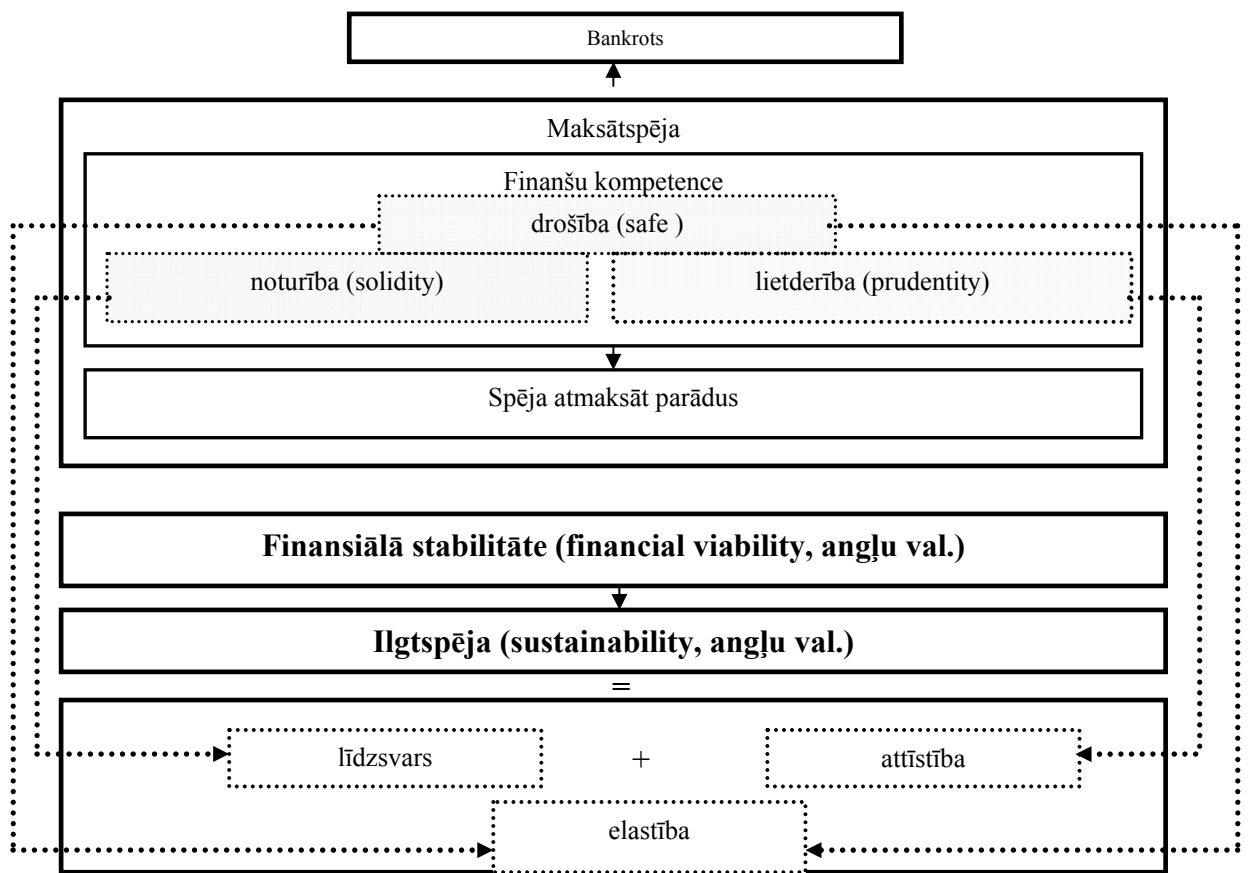 Bankrots
Maksātspēja
Finanšu kompetence
drošība (safe )
noturība (solidity)
lietderība (prudentity)
Spēja atmaksāt parādus
Finansiālā stabilitāte (financial viability, angļu val.)
Ilgtspēja (sustainability, angļu val.)
=
līdzsvars
+
attīstība
elastība